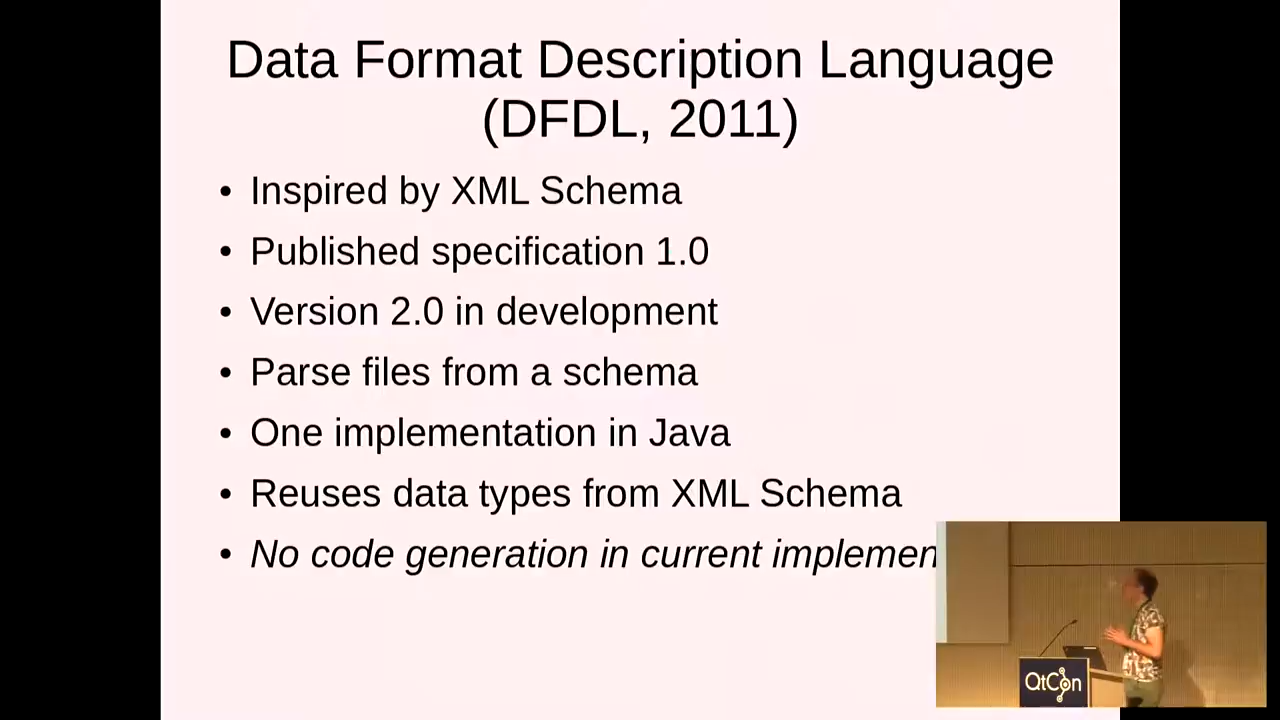 Data Format Description Language
(DFDL, 2011)
• Inspired by XML Schema
• Published specification 1.0
• Version 2.0 in development
• Parse files from a schema
• One implementation in Java
• Reuses data types from XML Schema
• No code generation in current implemen
QtCon